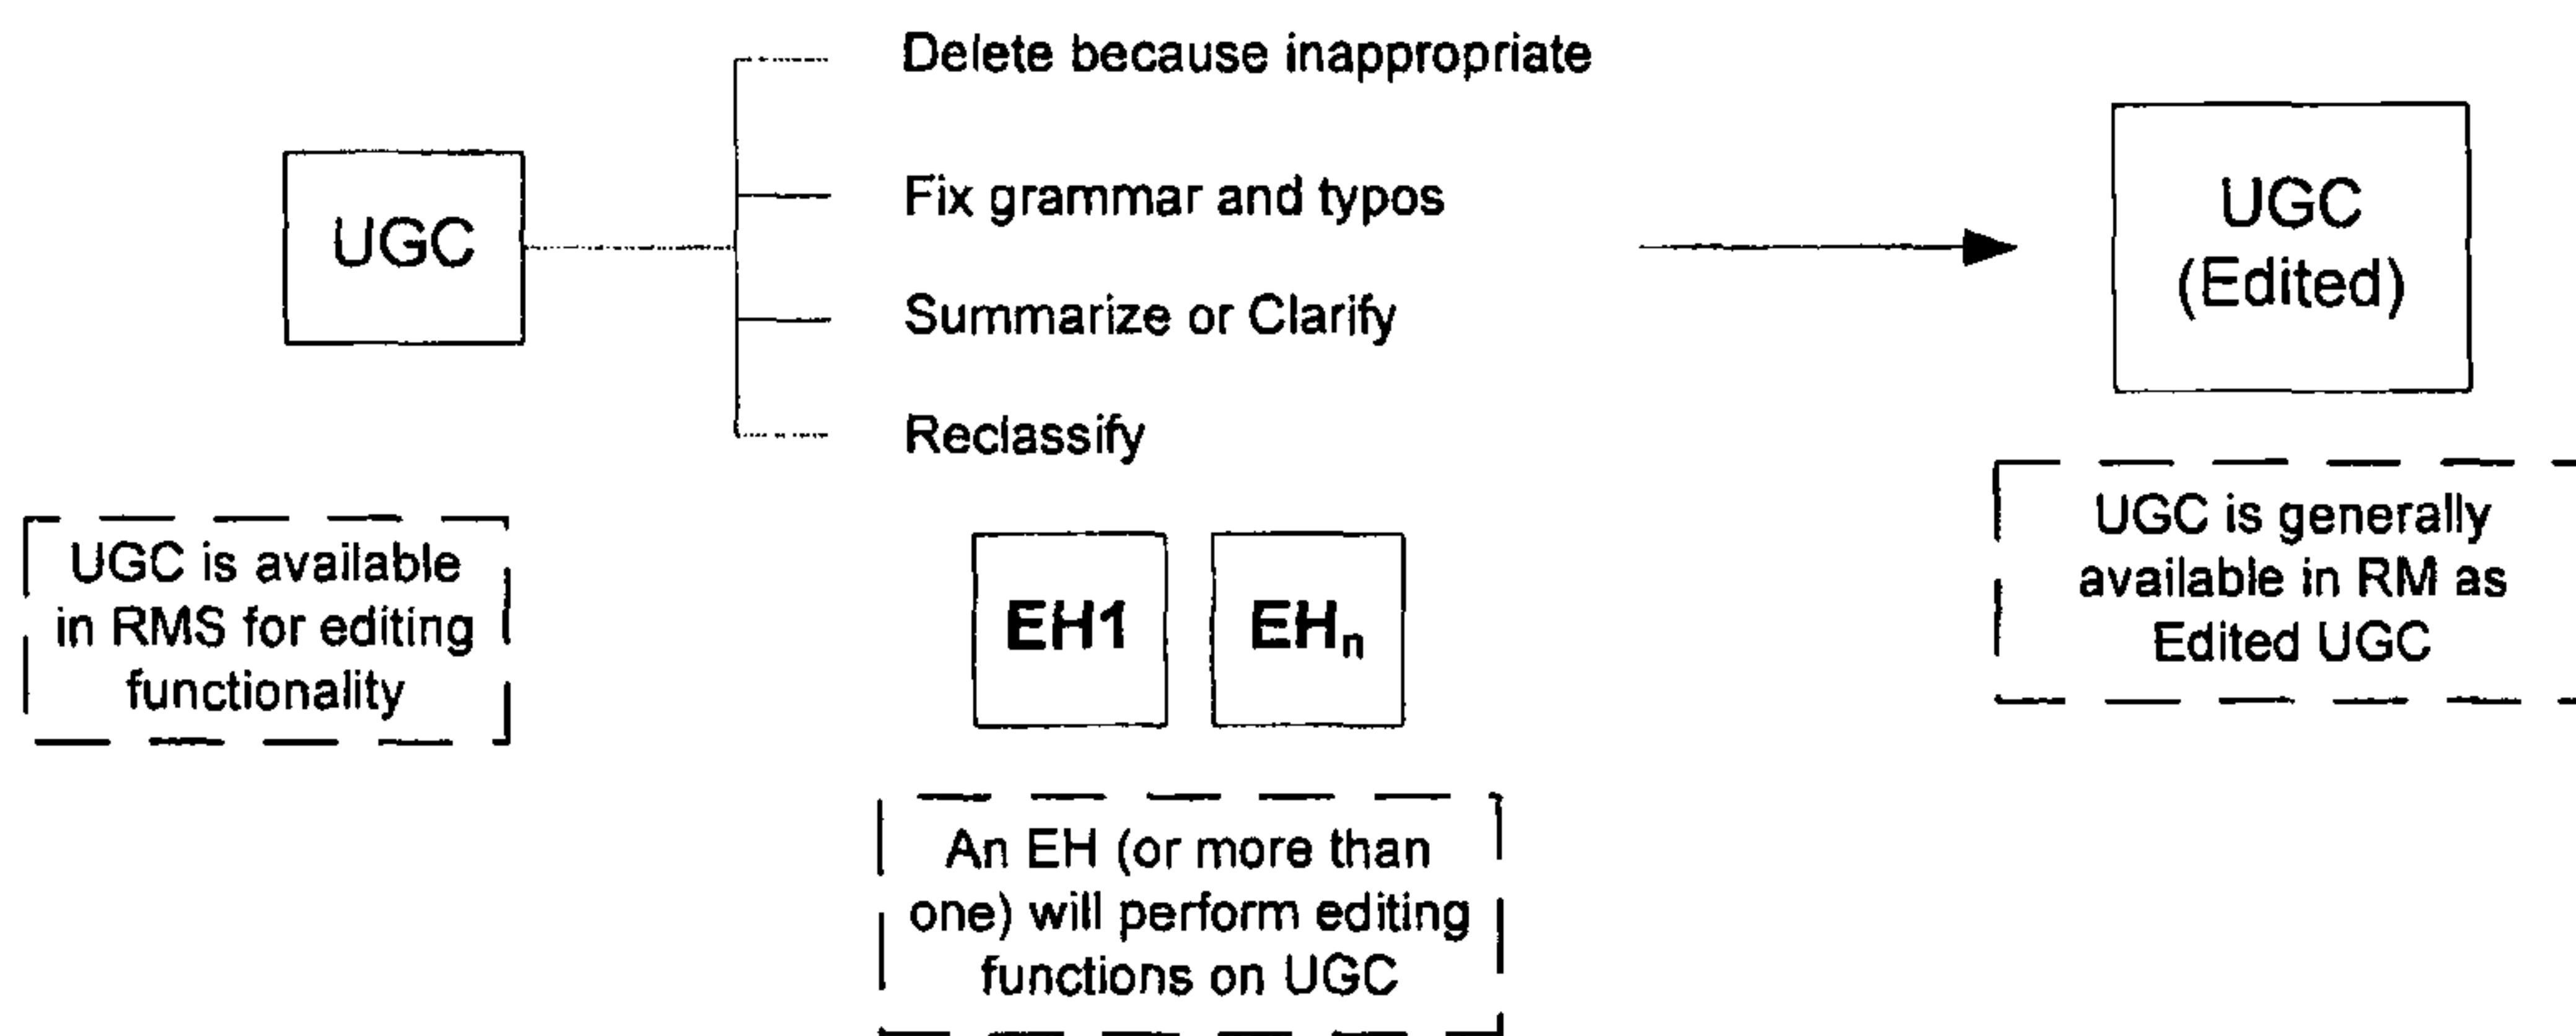 UGC
Delete because inappropriate
Fix grammar and typos
Summarize or Clarify
Reclassify
UGC
(Edited)
UGC is available
in RMS for editing
functionality
EH1
EHn
An EH (or more than
one) will perform editing
functions on UGC
UGC is generally
available in RM as
Edited UGC